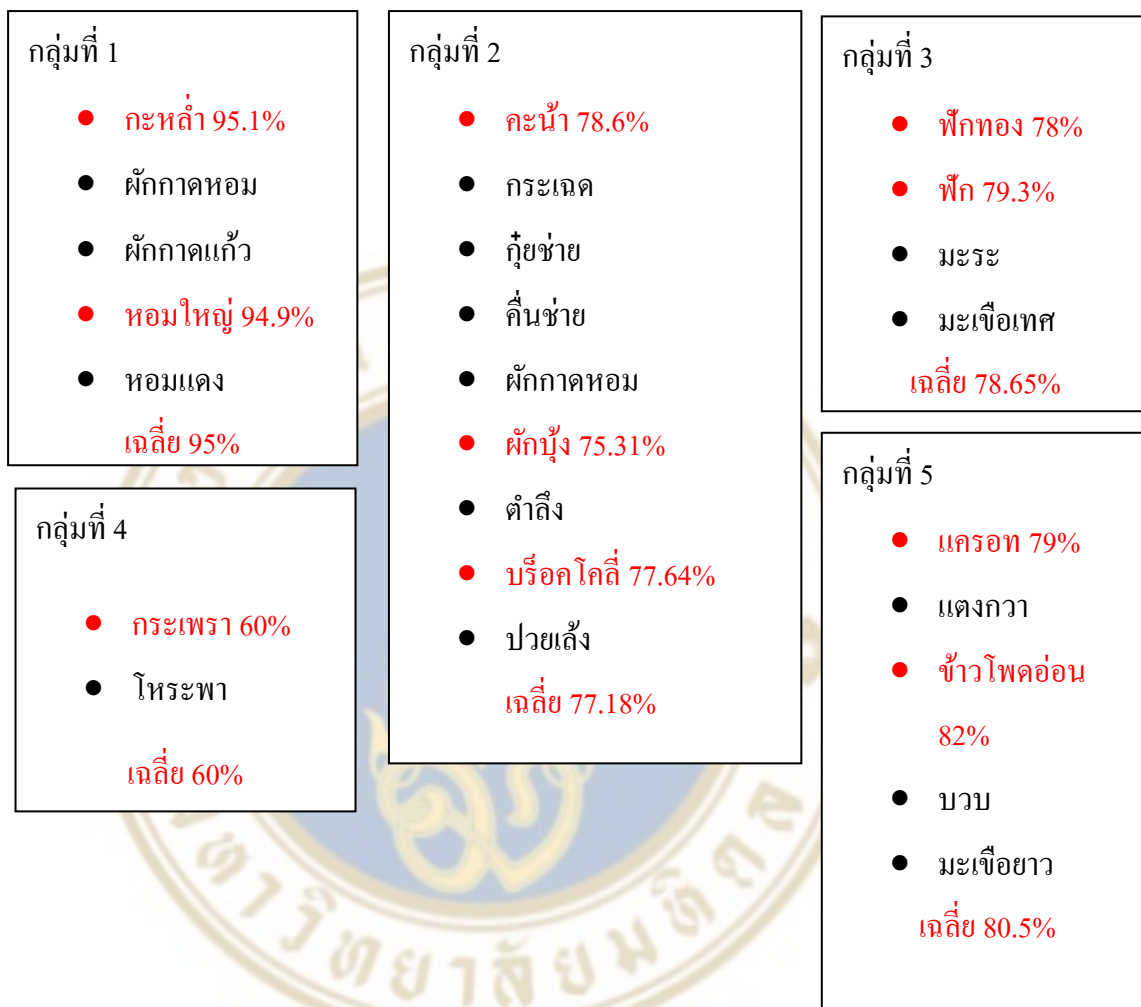 กลุ่มที่ 1
กะหล่ำ 95.1%
ผักกาดหอม
ผักกาดแก้ว
หอมใหญ่ 94.9%
หอมแดง
เฉลี่ย 95%
กลุ่มที่ 2
คะน้า 78.6%
กระเฉด
กุ๋ยช่าย
คื่นช่าย
ผักกาดหอม
ผักบุ้ง 75.31%
ตำลึง
บร็อคโคลี่ 77.64%
ปวยเล้ง
เฉลี่ย 77.18%
กลุ่มที่ 3
ฟักทอง 78%
ฟัก 79.3%
มะระ
มะเขือเทศ
เฉลี่ย 78.65%
กลุ่มที่ 4
กระเพรา 60%
โหระพา
เฉลี่ย 60%
กลุ่มที่ 5
แครอท 79%
แตงกวา
ข้าวโพดอ่อน
82%
บวบ
มะเขือยาว
เฉลี่ย 80.5%